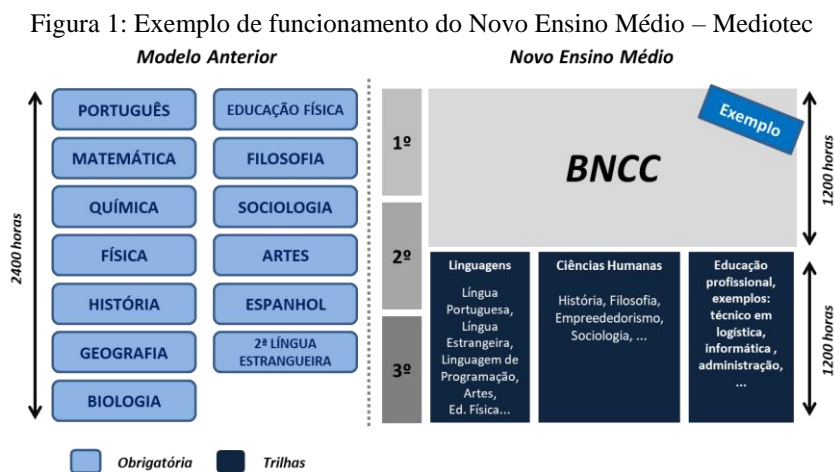 Figura 1: Exemplo de funcionamento do Novo Ensino Médio – Mediotec
Modelo Anterior
Novo Ensino Médio
2400 horas
PORTUGUÊS
EDUCAÇÃO FÍSICA
MATEMÁTICA
FILOSOFIA
QUÍMICA
SOCIOLOGIA
FÍSICA
ARTES
HISTÓRIA
ESPANHOL
GEOGRAFIA
2ª LÍNGUA
ESTRANGUEIRA
BIOLOGIA
1º
2º
3º
BNCC
Exemplo
1200 horas
Linguagens
Língua
Portuguesa,
Língua
Estrangeira,
Linguagem de
Programação,
Artes,
Ed. Física...
Ciências Humanas
História, Filosofia,
Empreededorismo,
Sociologia, ...
Educação
profissional,
exemplos:
técnico em
logística,
informática ,
administração,
...
1200 horas
Obrigatória
Trilhas